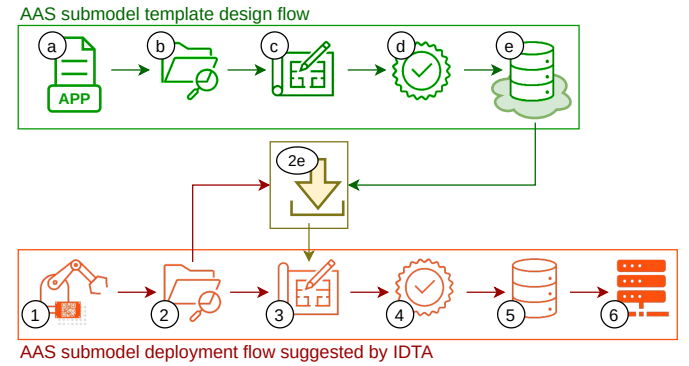 AAS submodel template design flow
a
b
c
d
e
APP
2e
1
2
3
4
5
6
AAS submodel deployment flow suggested by IDTA